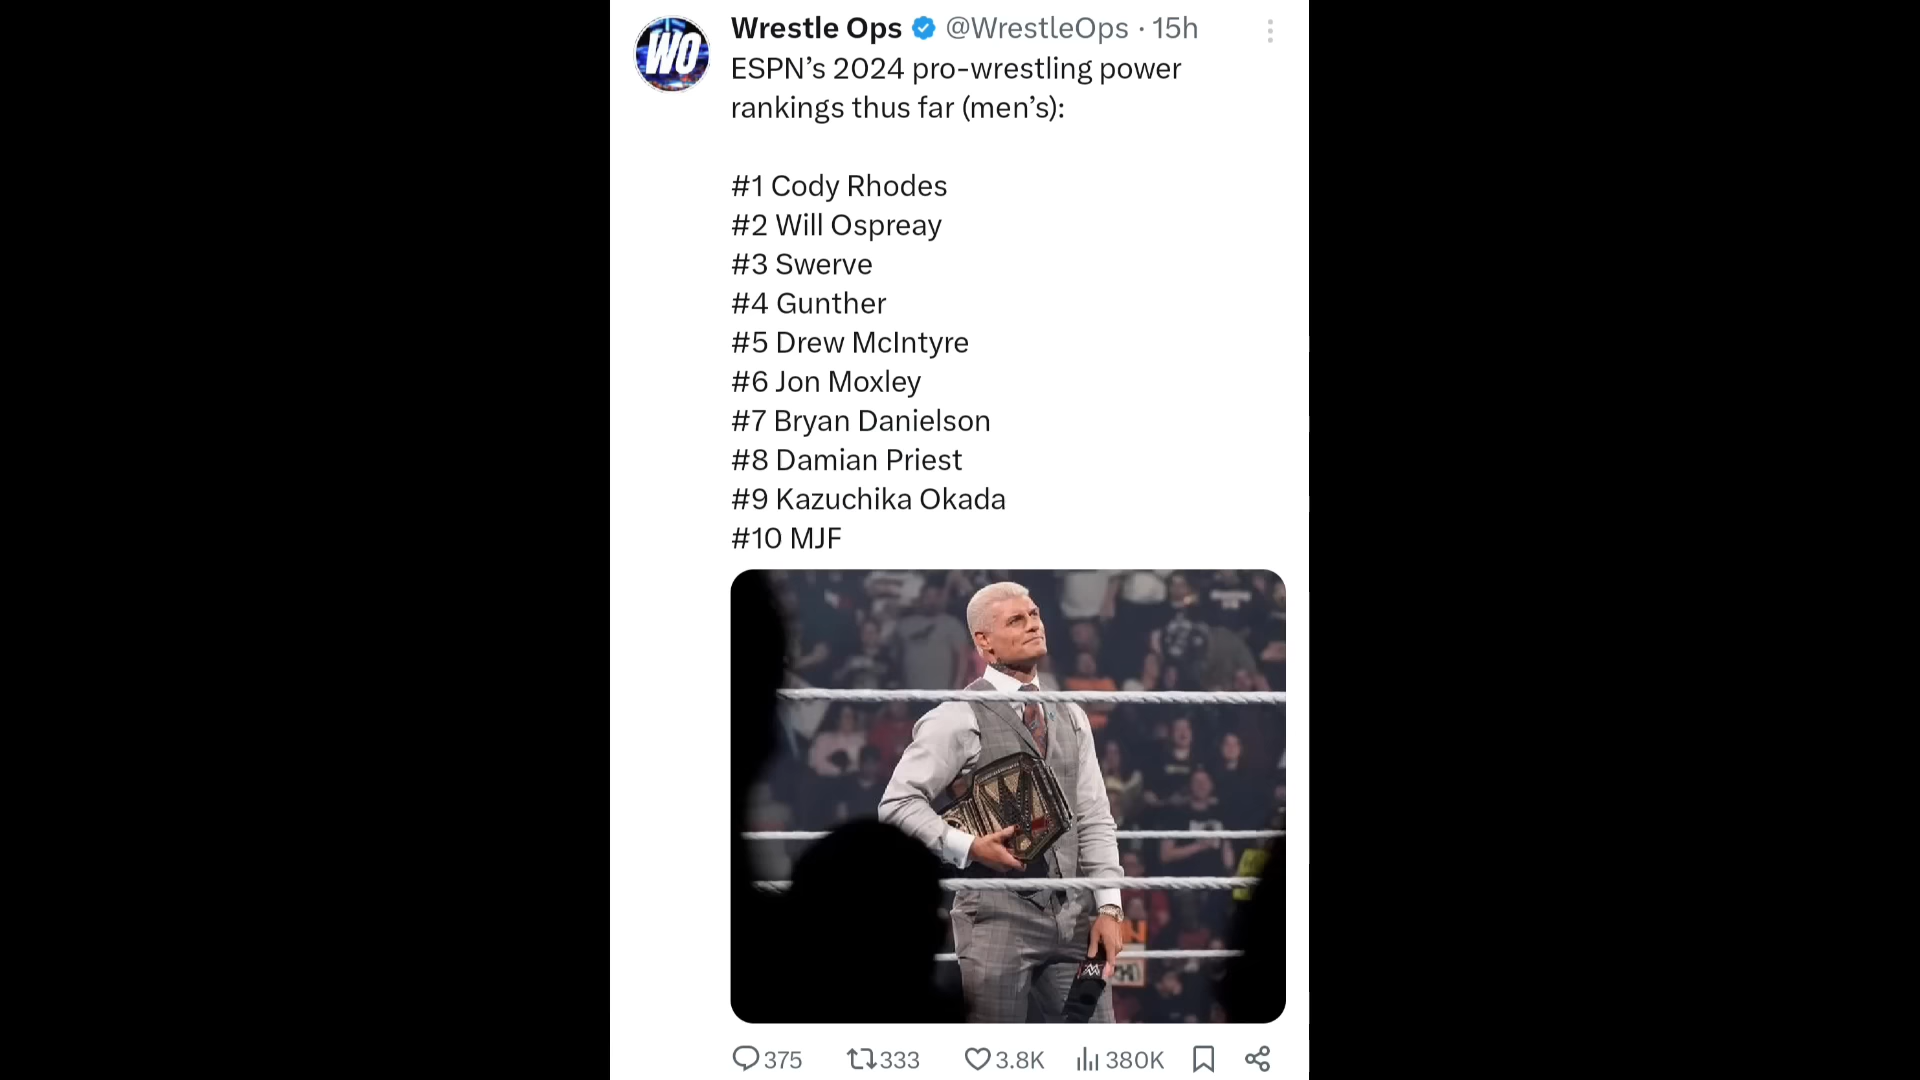 WO
Wrestle Ops @WrestleOps · 15h
ESPN’s 2024 pro-wrestling power
rankings thus far (men’s):
#1 Cody Rhodes
#2 Will Ospreay
#3 Swerve
#4 Gunther
#5 Drew McIntyre
#6 Jon Moxley
#7 Bryan Danielson
#8 Damian Priest
#9 Kazuchika Okada
#10 MJF
375 333 3.8K 380K